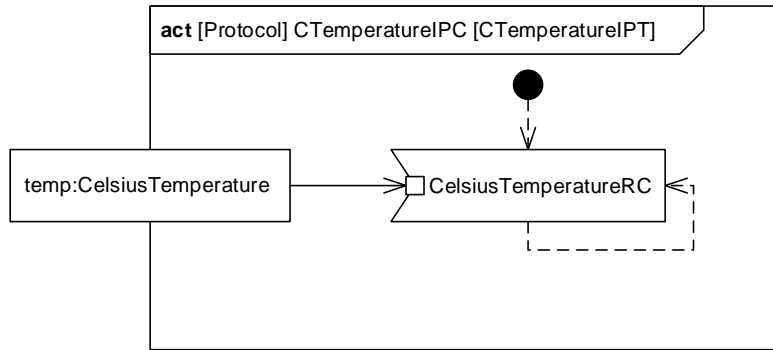 act [Protocol] CTemperatureIPC [CTemperatureIPT]
temp:CelsiusTemperature
CelsiusTemperatureRC